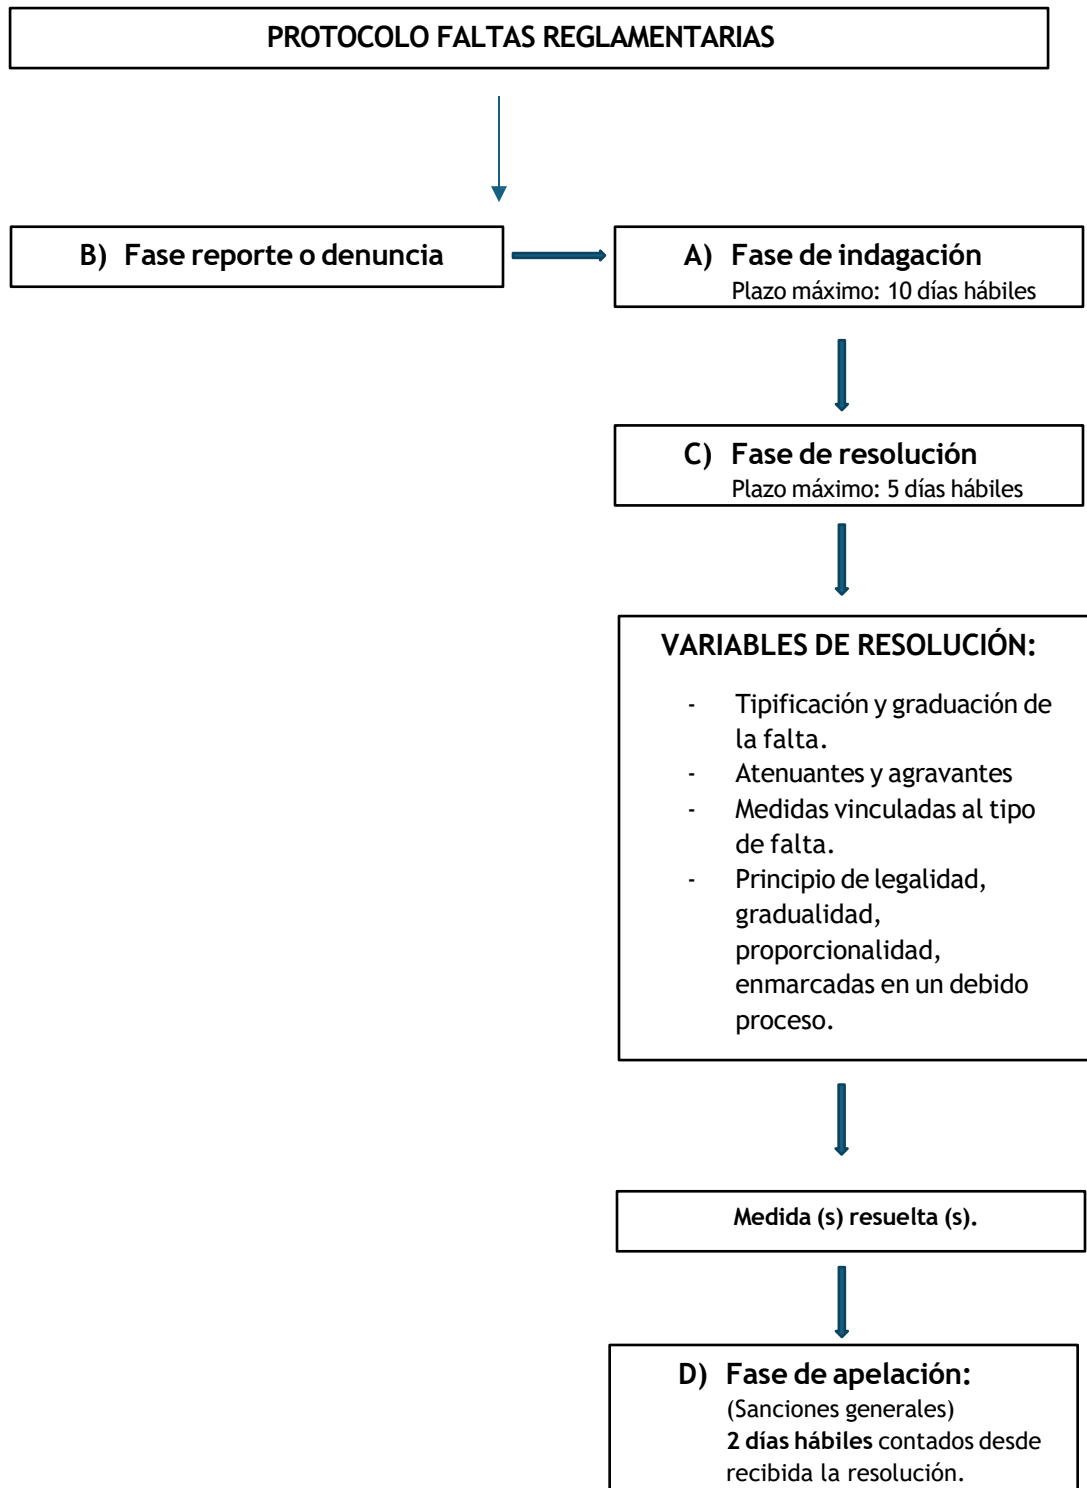 PROTOCOLO FALTAS REGLAMENTARIAS
B) Fase reporte o denuncia
A) Fase de indagación
Plazo máximo: 10 días hábiles
C) Fase de resolución
Plazo máximo: 5 días hábiles
VARIABLES DE RESOLUCIÓN:
- Tipificación y graduación de
la falta.
- Atenuantes y agravantes
- Medidas vinculadas al tipo
de falta.
- Principio de legalidad,
gradualidad,
proporcionalidad,
enmarcadas en un debido
proceso.
Medida (s) resuelta (s).
D) Fase de apelación:
(Sanciones generales)
2 días hábiles contados desde
recibida la resolución.